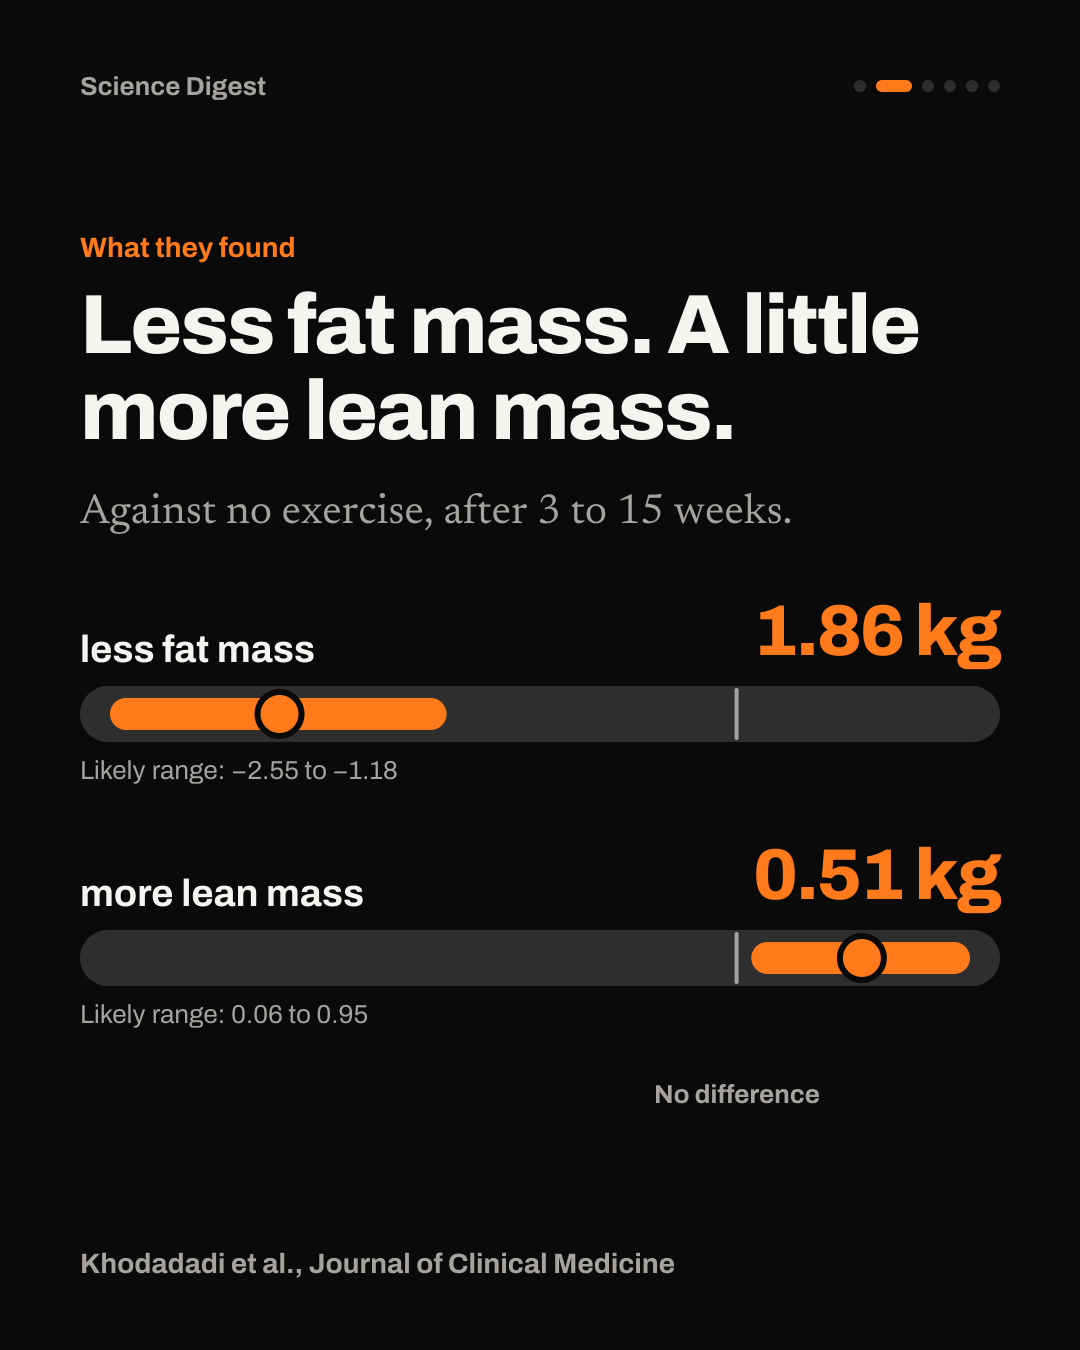 Science Digest
What they found
Less fat mass. A little
more lean mass.
Against no exercise, after 3 to 15 weeks.
less fat mass
1.86 kg
Likely range: −2.55 to −1.18
more lean mass
0.51 kg
Likely range: 0.06 to 0.95
No difference
Khodadadi et al., Journal of Clinical Medicine